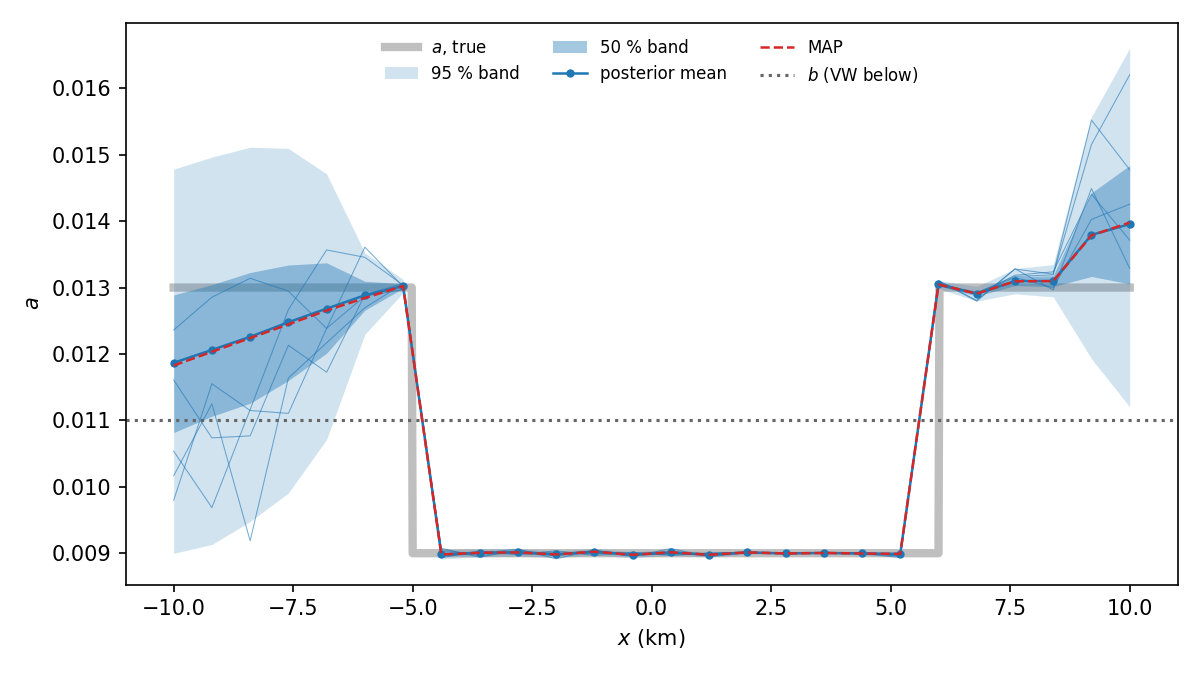 a, true
95 % band
50 % band
posterior mean
MAP
b (VW below)
0.016
0.015
0.014
0.013
0.012
0.011
0.010
0.009
a
−10.0 −7.5 −5.0 −2.5 0.0 2.5 5.0 7.5 10.0
x (km)